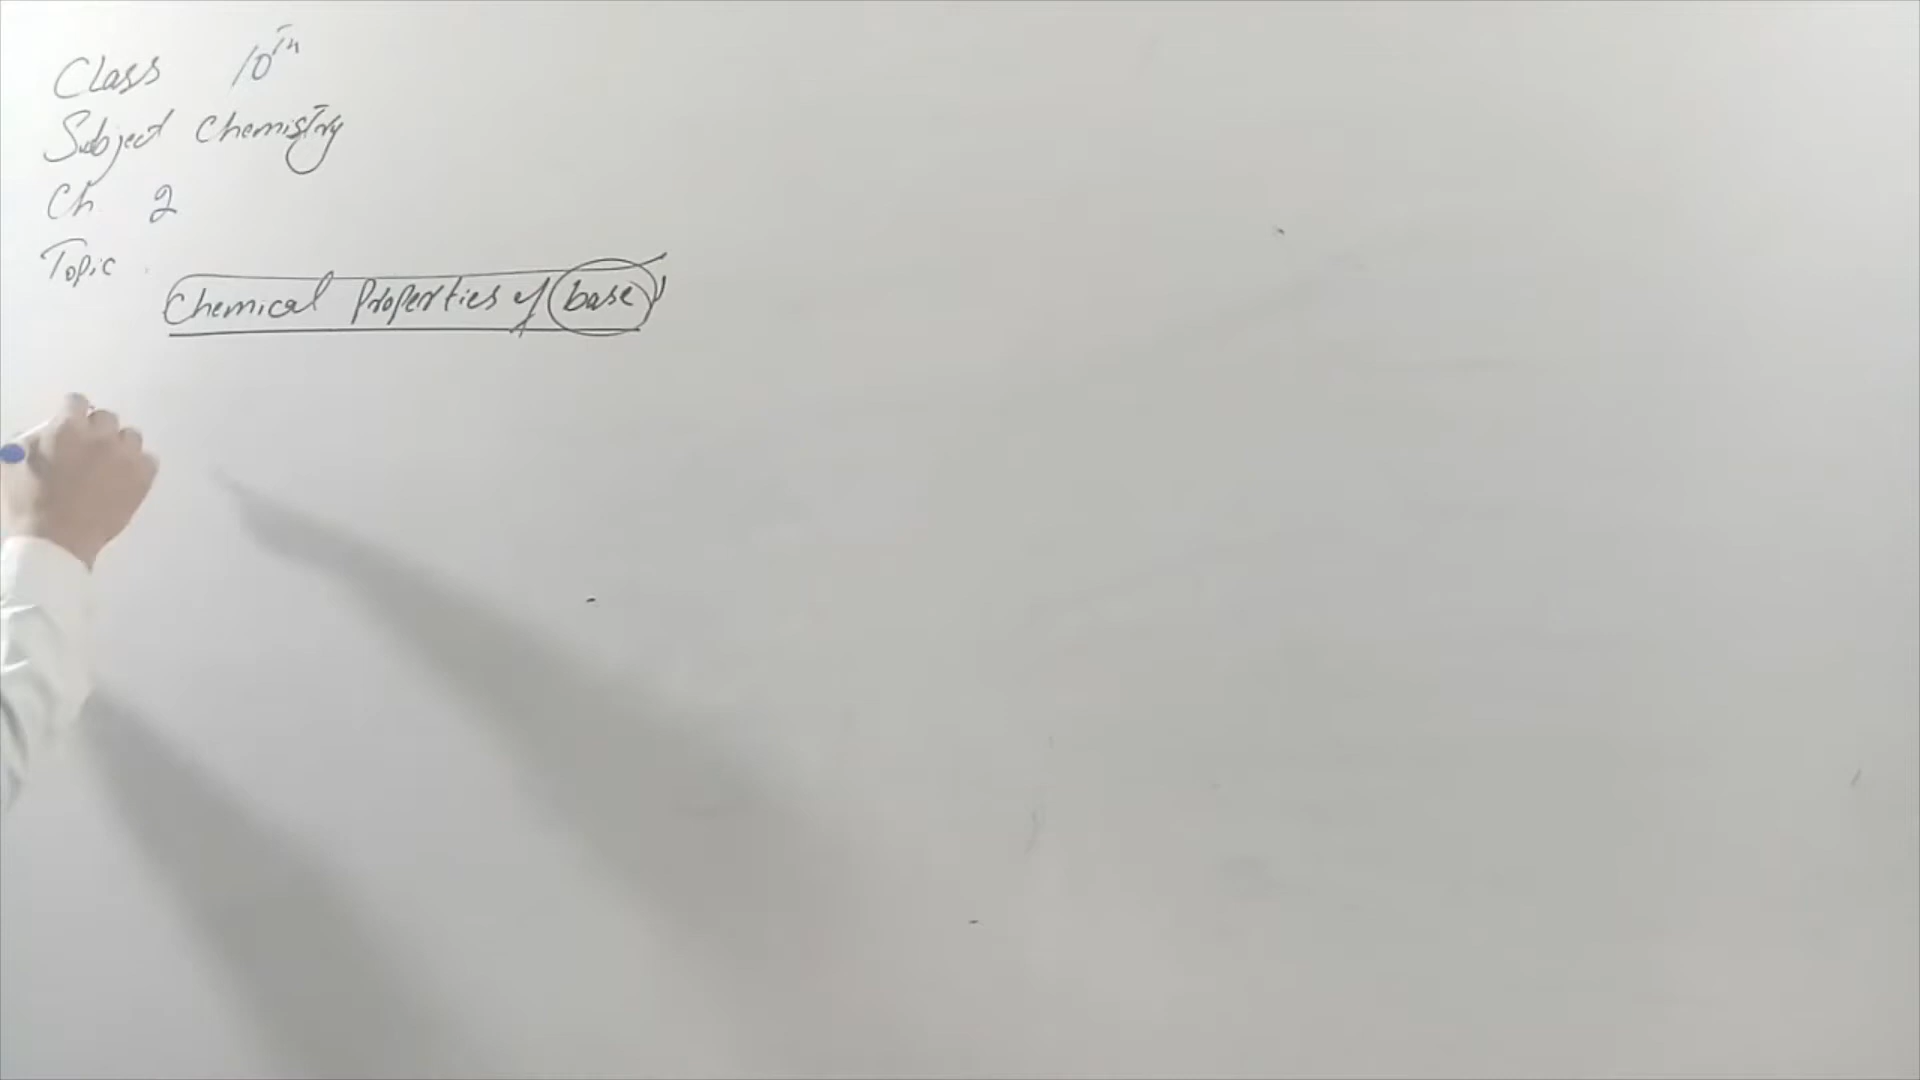 Class 10th
Subject Chemistry
Ch 2
Topic
Chemical Properties of base